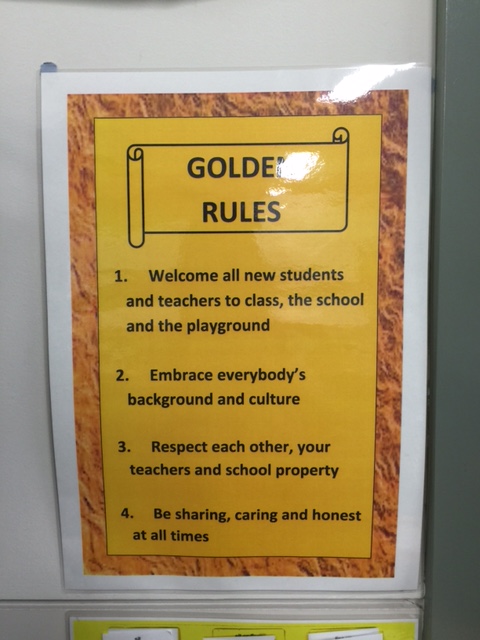 GOLDEN
RULES
1. Welcome all new students
and teachers to class, the school
and the playground
2. Embrace everybody's
background and culture
3. Respect each other, your
teachers and school property
4. Be sharing, caring and honest
at all times